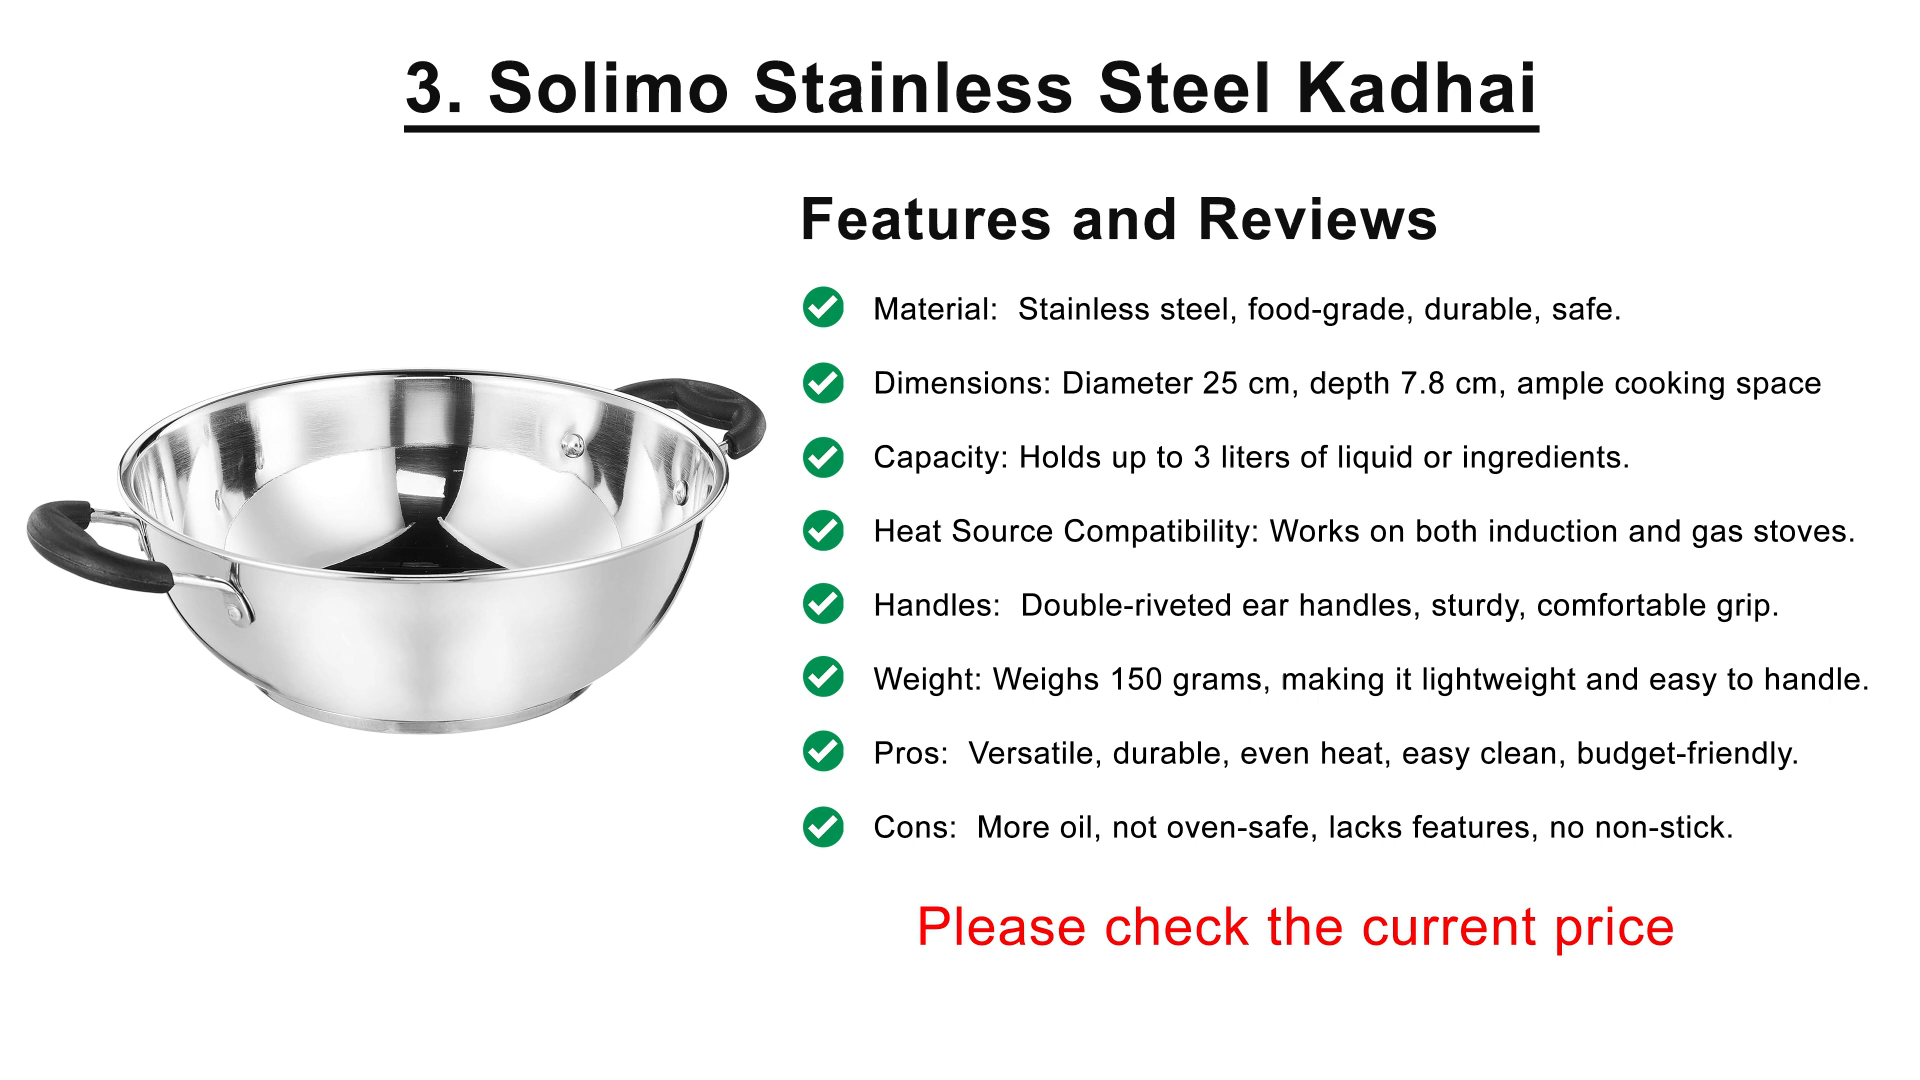 3. Solimo Stainless Steel Kadhai
Features and Reviews
Material:  Stainless steel, food-grade, durable, safe.
Dimensions: Diameter 25 cm, depth 7.8 cm, ample cooking space
Capacity: Holds up to 3 liters of liquid or ingredients.
Heat Source Compatibility: Works on both induction and gas stoves.
Handles:  Double-riveted ear handles, sturdy, comfortable grip.
Weight: Weighs 150 grams, making it lightweight and easy to handle.
Pros:  Versatile, durable, even heat, easy clean, budget-friendly.
Cons:  More oil, not oven-safe, lacks features, no non-stick.
Please check the current price